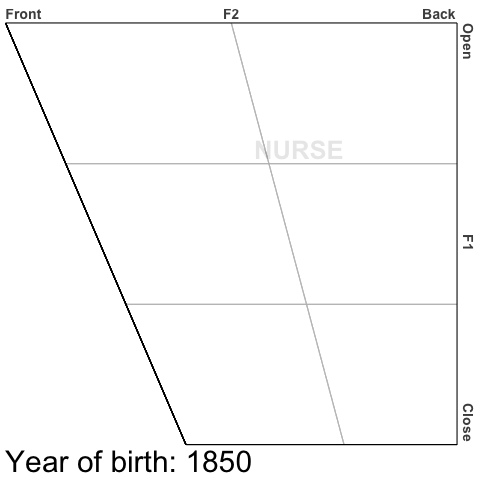 Front F2 Back
Open
NURSE
F1
Close
Year of birth: 1850